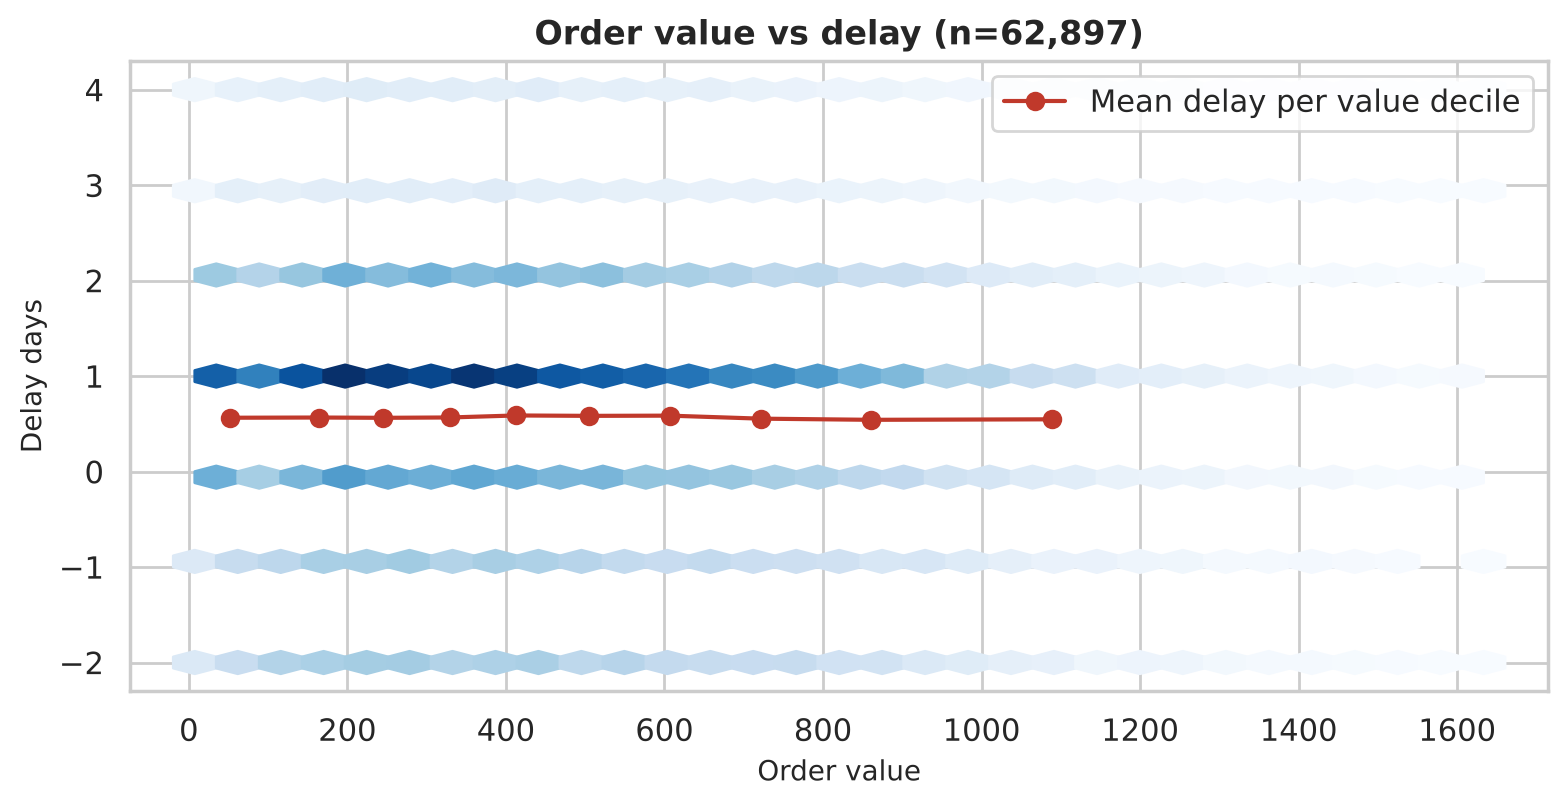 Order value vs delay (n=62,897)
Mean delay per value decile
Delay days
4
3
2
1
0
−1
−2
0 200 400 600 800 1000 1200 1400 1600
Order value